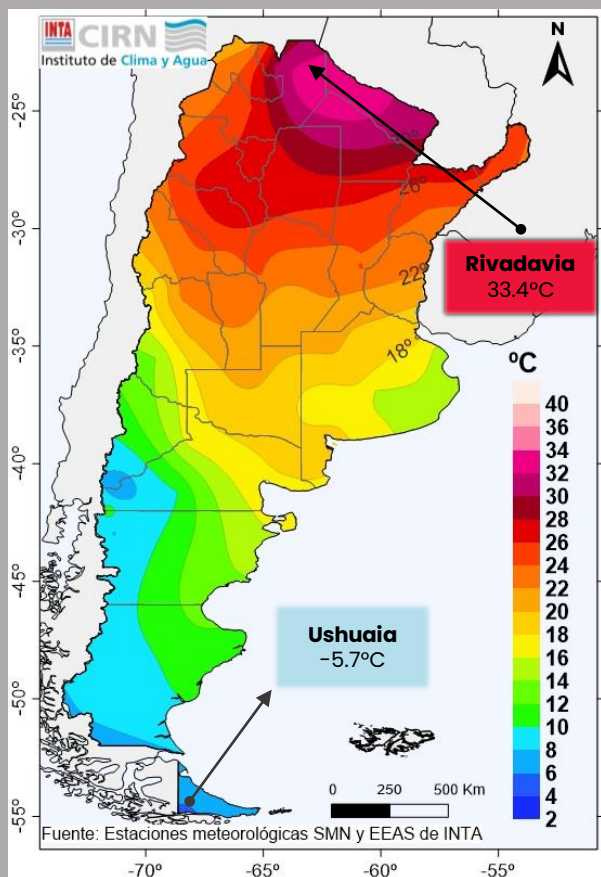 INTA CIRN
Instituto de Clima y Agua
N
-25°
-30°
-35°
-40°
-45°
-50°
-55°
30°
26°
22°
18°
Rivadavia
33.4°C
Ushuaia
-5.7°C
ºC
40
36
34
32
30
28
26
24
22
20
18
16
14
12
10
8
6
4
2
0 250 500 Km
Fuente: Estaciones meteorológicas SMN y EEAS de INTA
-70° -65° -60° -55°